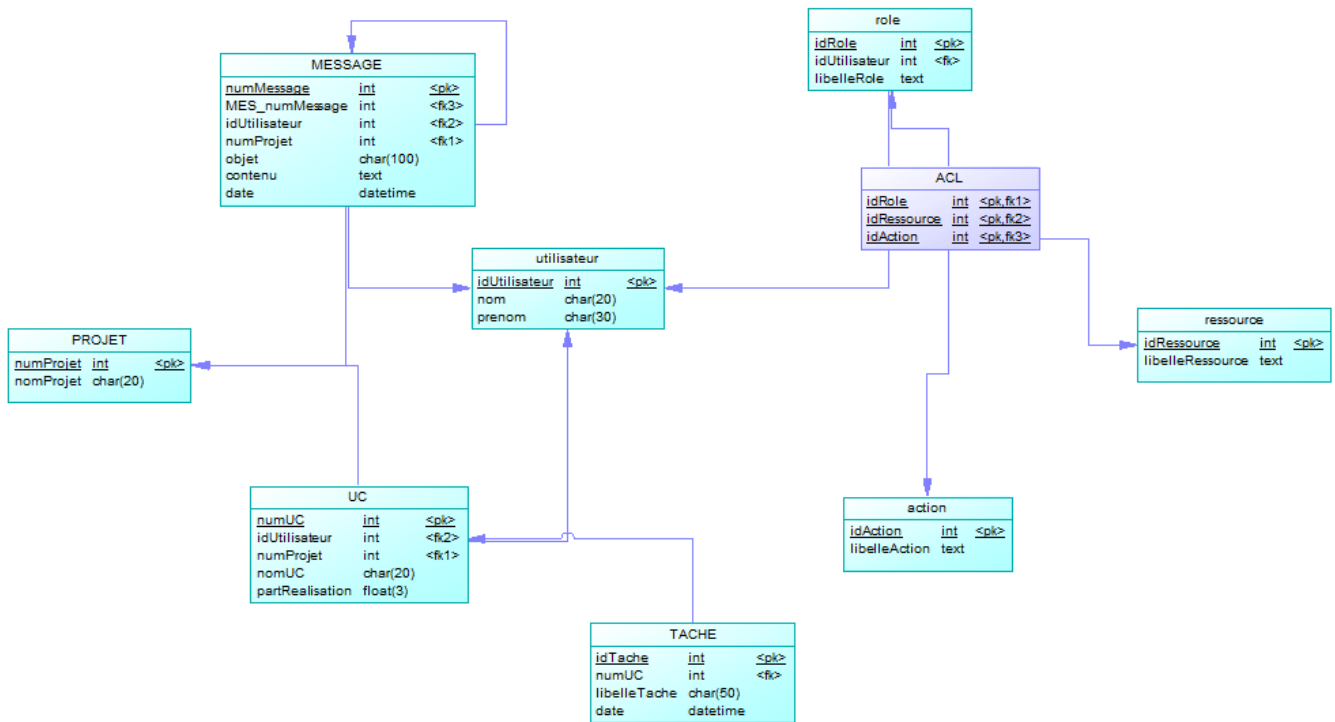 role
idRole int <pk>
idUtilisateur int <fk>
libelleRole text
MESSAGE
numMessage int <pk>
MES_numMessage int <fk3>
idUtilisateur int <fk2>
numProjet int <fk1>
objet char(100)
contenu text
date datetime
ACL
idRole int <pk,fk1>
idRessource int <pk,fk2>
idAction int <pk,fk3>
utilisateur
idUtilisateur int <pk>
nom char(20)
prenom char(30)
ressource
idRessource int <pk>
libelleRessource text
PROJET
numProjet int <pk>
nomProjet char(20)
UC
numUC int <pk>
idUtilisateur int <fk2>
numProjet int <fk1>
nomUC char(20)
partRealisation float(3)
action
idAction int <pk>
libelleAction text
TACHE
idTache int <pk>
numUC int <fk>
libelleTache char(50)
date datetime